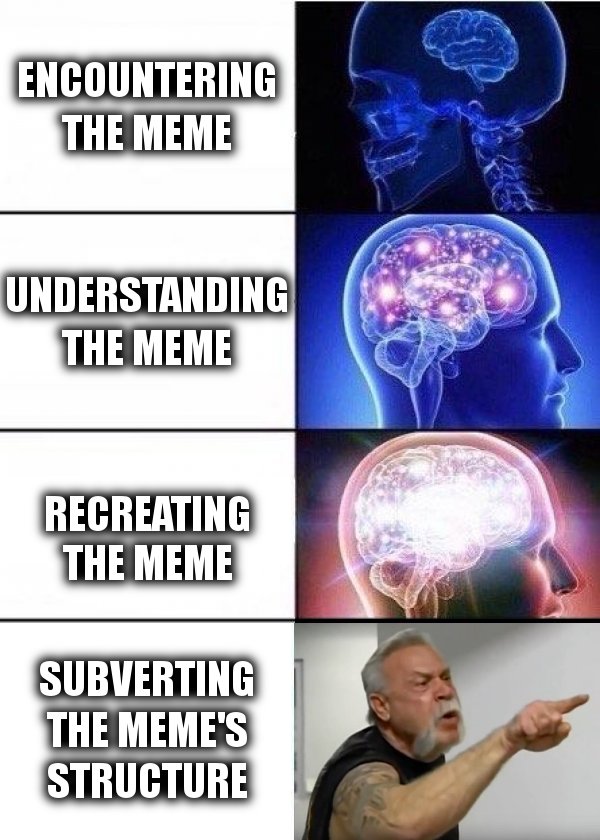 ENCOUNTERING
THE MEME
UNDERSTANDING
THE MEME
RECREATING
THE MEME
SUBVERTING
THE MEME'S
STRUCTURE